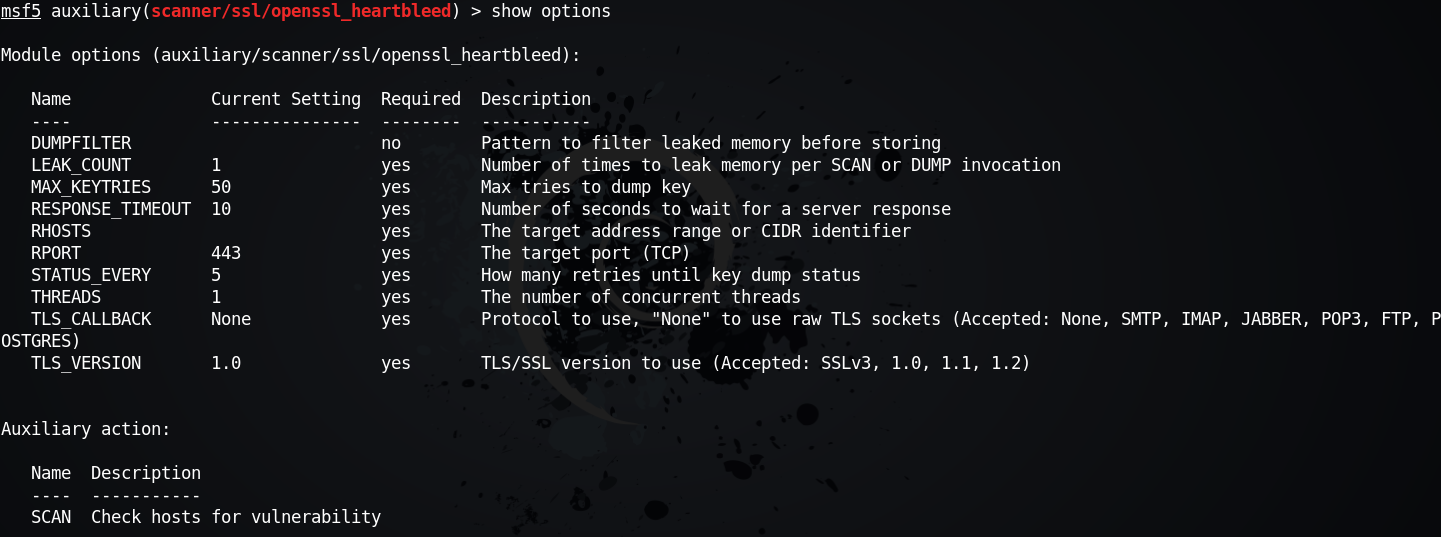 msf5 auxiliary(scanner/ssl/openssl_heartbleed) > show options
Module options (auxiliary/scanner/ssl/openssl_heartbleed):
Name Current Setting Required Description
---- --------------- -------- -----------
DUMPFILTER no Pattern to filter leaked memory before storing
LEAK_COUNT 1 yes Number of times to leak memory per SCAN or DUMP invocation
MAX_KEYTRIES 50 yes Max tries to dump key
RESPONSE_TIMEOUT 10 yes Number of seconds to wait for a server response
RHOSTS yes The target address range or CIDR identifier
RPORT 443 yes The target port (TCP)
STATUS_EVERY 5 yes How many retries until key dump status
THREADS 1 yes The number of concurrent threads
TLS_CALLBACK None yes Protocol to use, "None" to use raw TLS sockets (Accepted: None, SMTP, IMAP, JABBER, POP3, FTP, P
OSTGRES)
TLS_VERSION 1.0 yes TLS/SSL version to use (Accepted: SSLv3, 1.0, 1.1, 1.2)
Auxiliary action:
Name Description
---- -----------
SCAN Check hosts for vulnerability